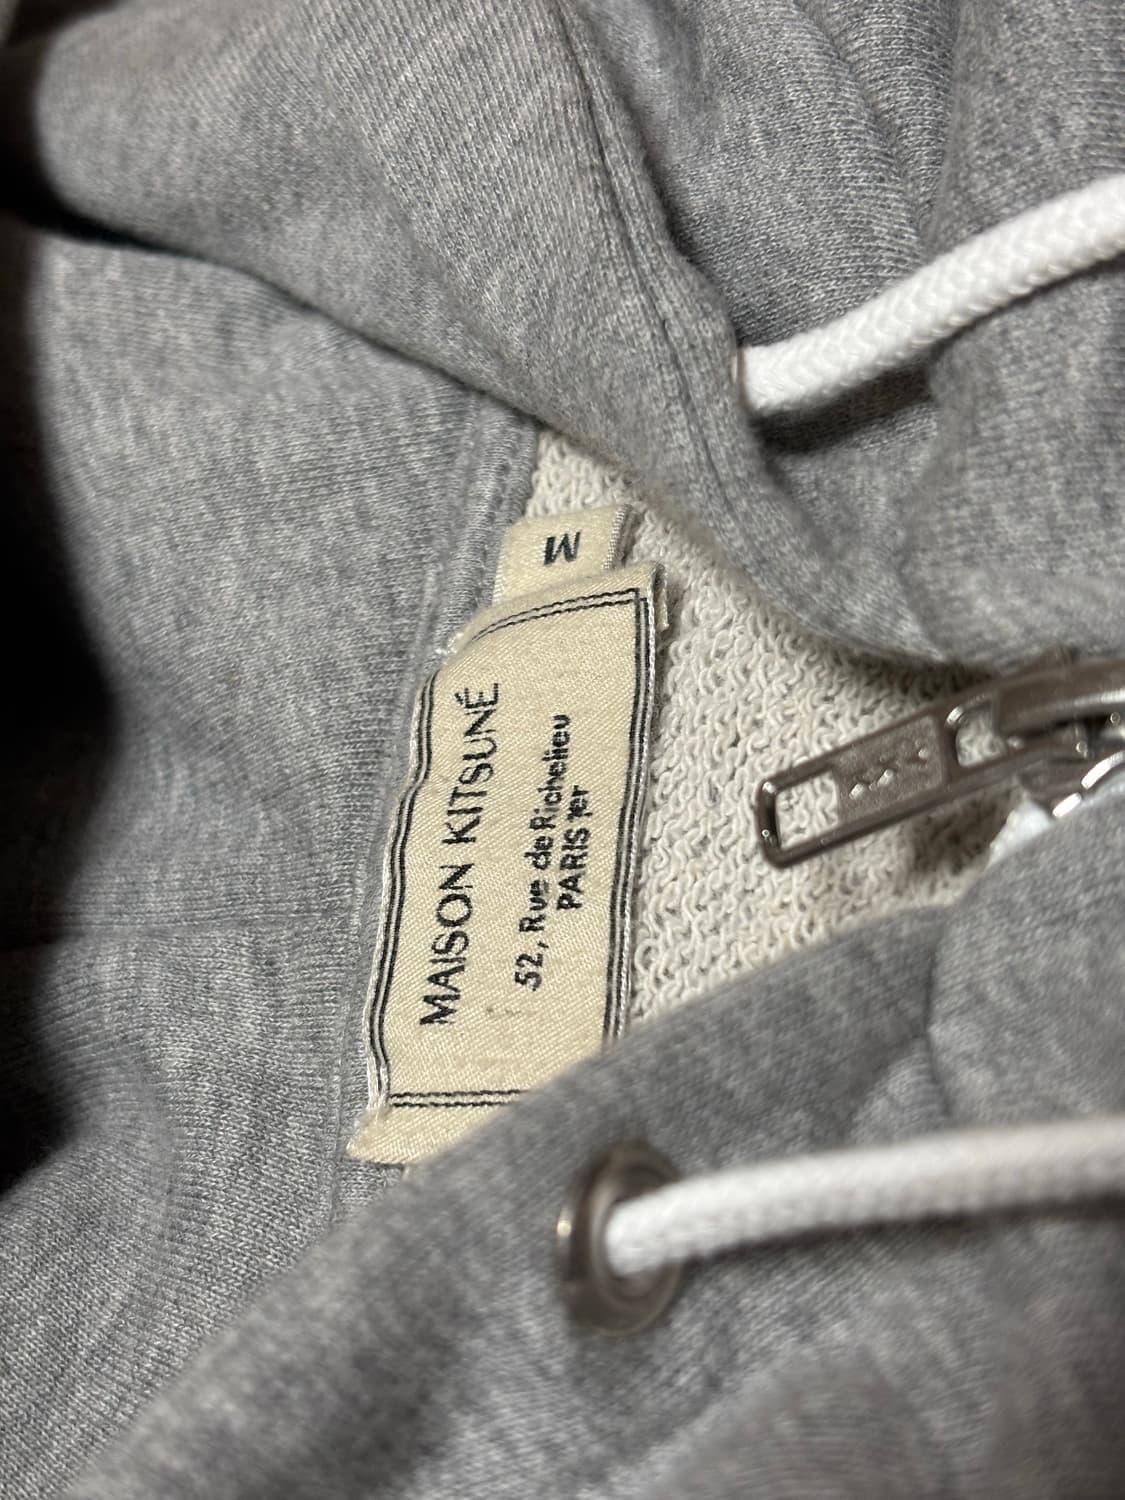 M
MAISON KITSUNÉ
52, Rue de Richelieu
PARIS 1er